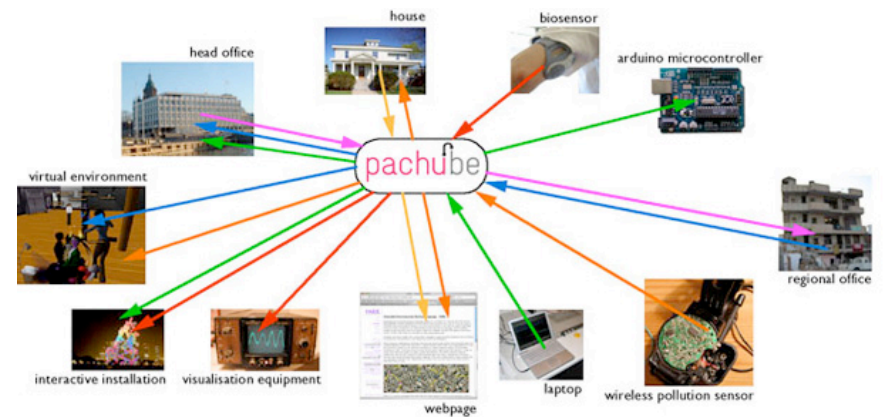 house
biosensor
head office
arduino microcontroller
pachube
virtual environment
regional office
interactive installation
visualisation equipment
webpage
laptop
wireless pollution sensor